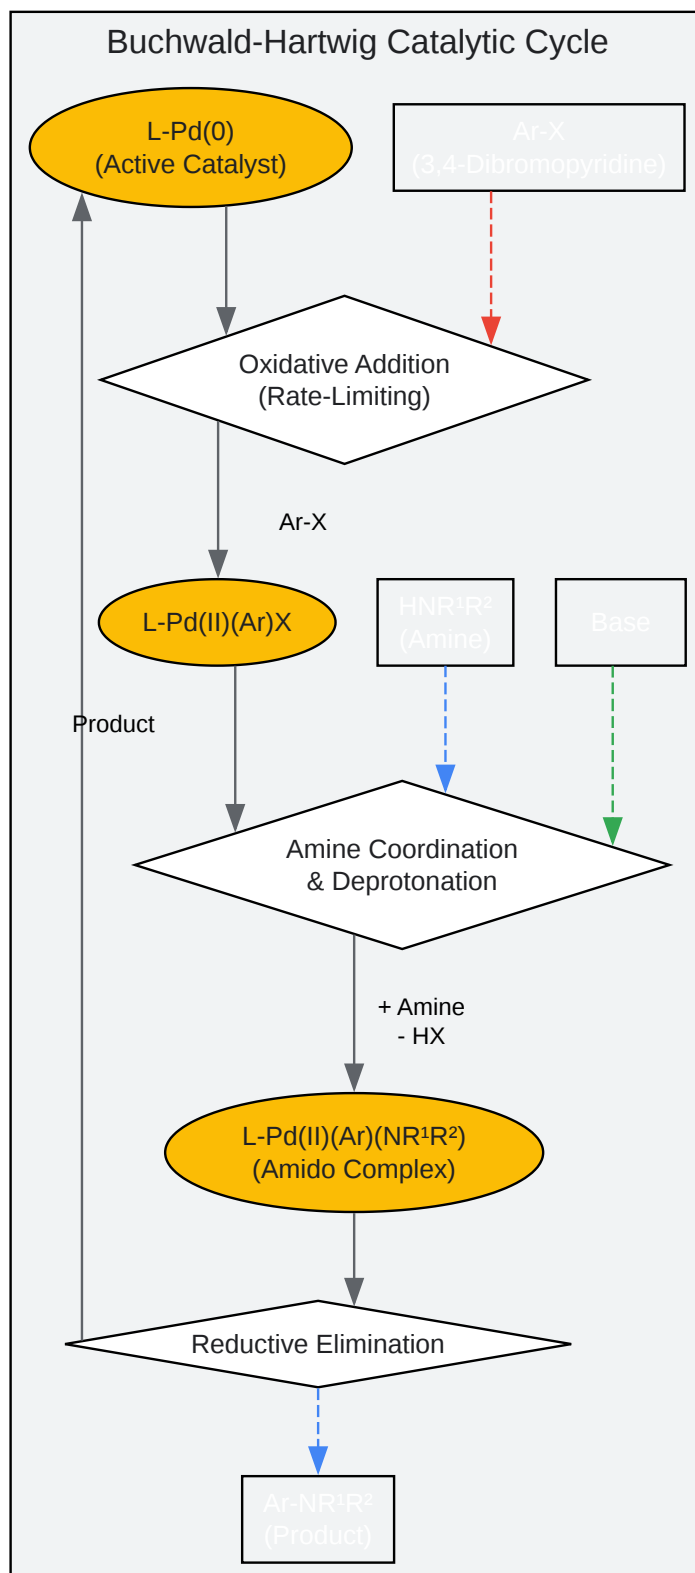 Buchwald-Hartwig Catalytic Cycle
L-Pd(0)
(Active Catalyst)
Ar-X
(3,4-Dibromopyridine)
Oxidative Addition
(Rate-Limiting)
Ar-X
L-Pd(II)(Ar)X
HNR¹R²
(Amine)
Base
Product
Amine Coordination
& Deprotonation
+ Amine
- HX
L-Pd(II)(Ar)(NR¹R²)
(Amido Complex)
Reductive Elimination
Ar-NR¹R²
(Product)